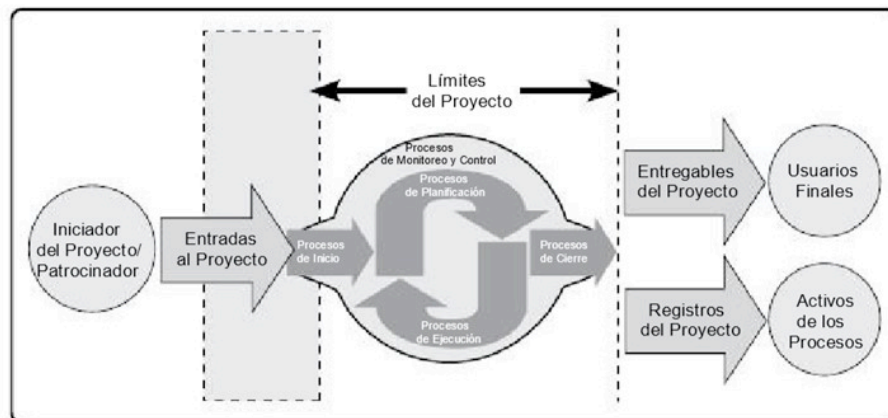 Límites
del Proyecto
Procesos
de Monitoreo y Control
Procesos
de Planificación
Iniciador
del Proyecto/
Patrocinador
Entradas
al Proyecto
Procesos
de Inicio
Procesos
de Cierre
Procesos
de Ejecución
Entregables
del Proyecto
Usuarios
Finales
Registros
del Proyecto
Activos
de los
Procesos